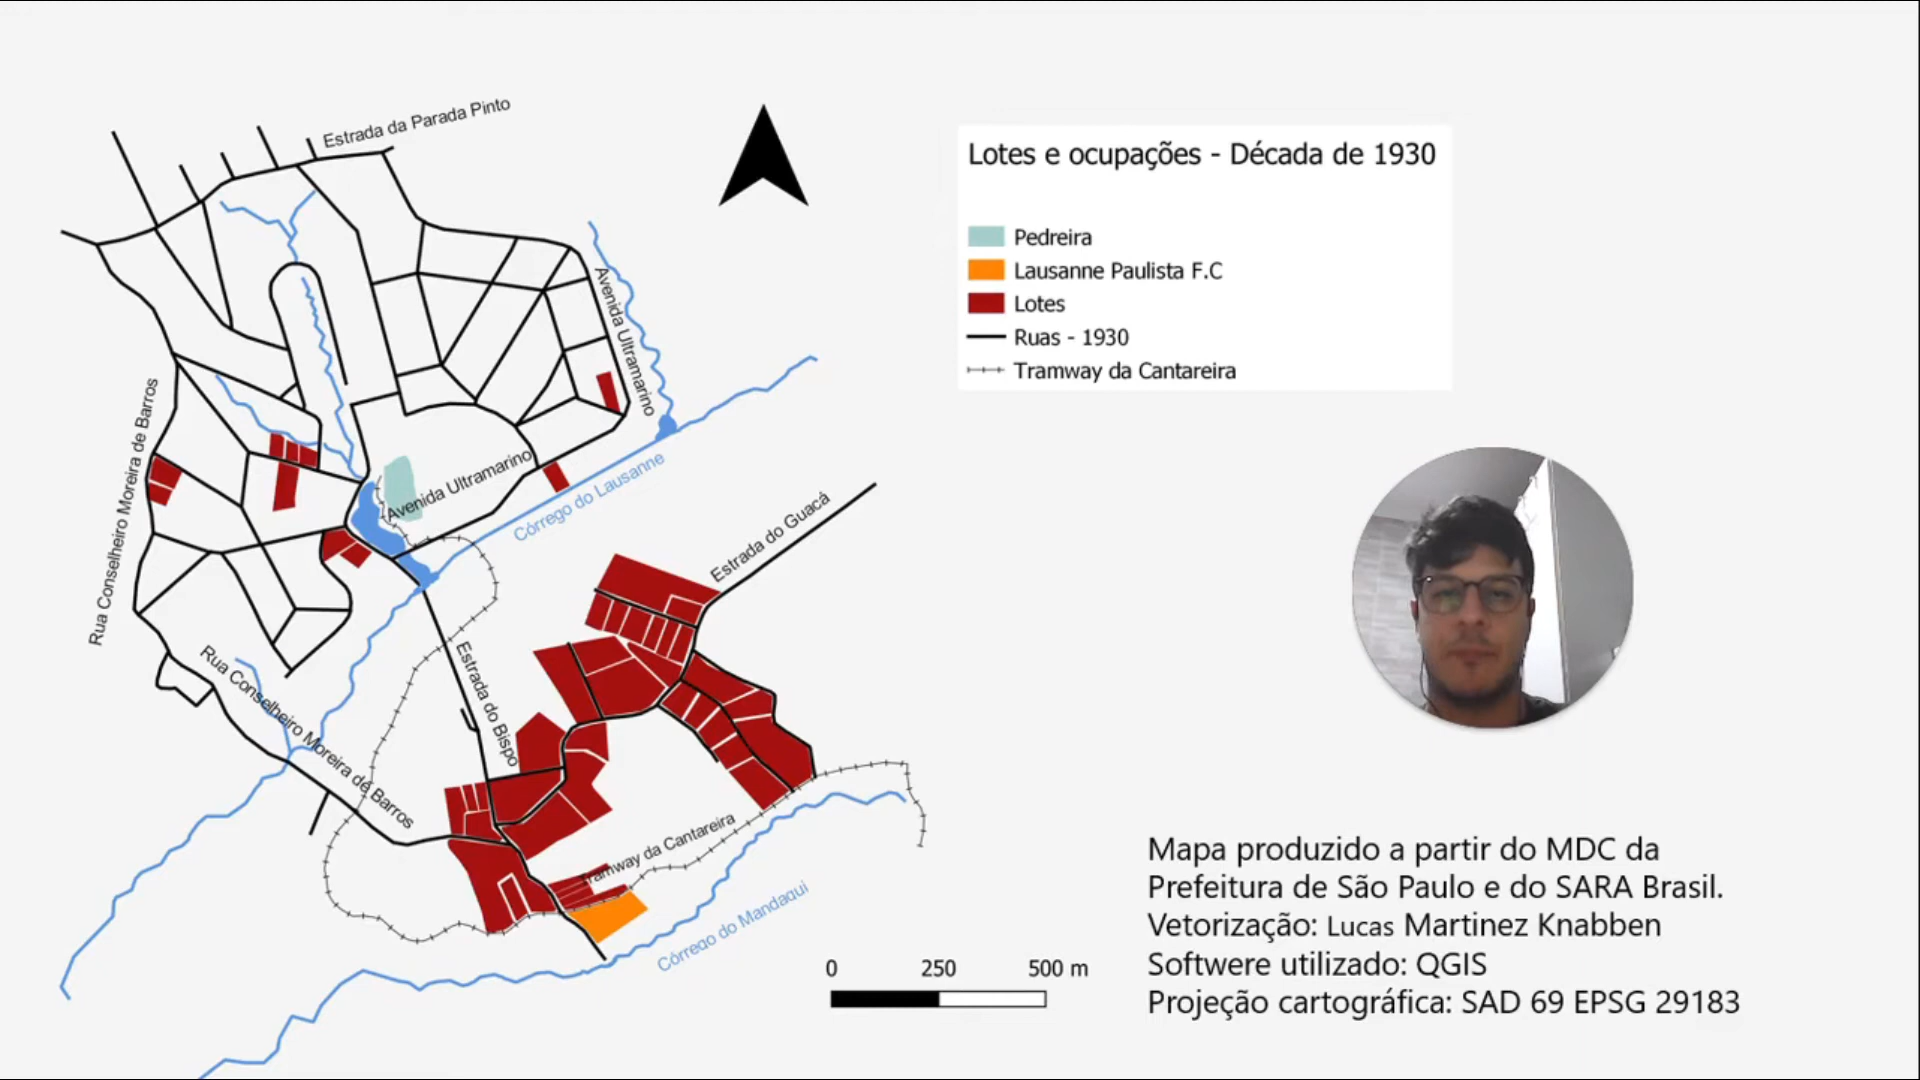 Estrada da Parada Pinto
Lotes e ocupações - Década de 1930
Pedreira
Lausanne Paulista F.C
Lotes
Ruas - 1930
Tramway da Cantareira
Avenida Ultramarino
Rua Conselheiro Moreira de Barros
Avenida Ultramarino
Córrego do Lausanne
Estrada do Guacá
Estrada do Bispo
Rua Conselheiro Moreira de Barros
Tramway da Cantareira
Córrego do Mandaqui
0 250 500 m
Mapa produzido a partir do MDC da
Prefeitura de São Paulo e do SARA Brasil.
Vetorização: Lucas Martinez Knabben
Softwere utilizado: QGIS
Projeção cartográfica: SAD 69 EPSG 29183